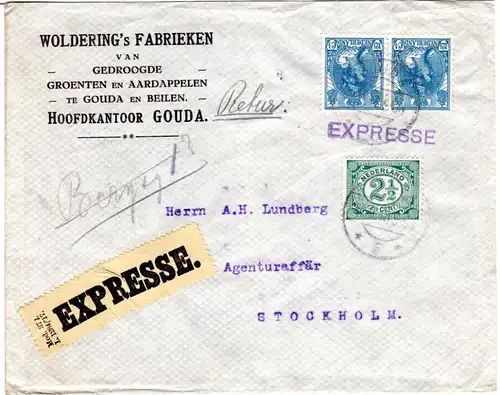 WOLDERING's FABRIEKEN
VAN
GEDROOGDE
GROENTEN EN AARDAPPELEN
TE GOUDA EN BEILEN.
HOOFDKANTOOR GOUDA.
Retur.
EXPRESSE
NEDERLAND
2½
CENT
Herrn A.H. Lundberg
Agenturaffär
STOCKHOLM.
EXPRESSE.